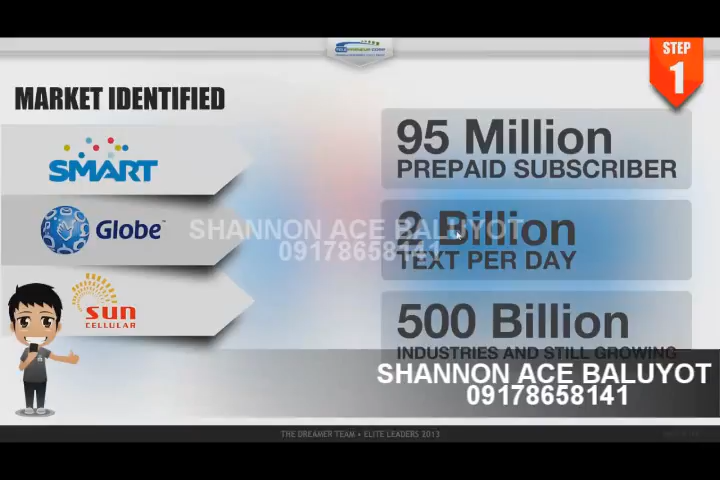 STEP
1
MARKET IDENTIFIED
SMART
Globe
sun
CELLULAR
95 Million
PREPAID SUBSCRIBER
2 Billion
TEXT PER DAY
500 Billion
INDUSTRIES AND STILL GROWING
SHANNON ACE BALUYOT
09178658141
SHANNON ACE BALUYOT
09178658141
THE DREAMER TEAM • ELITE LEADERS 2013